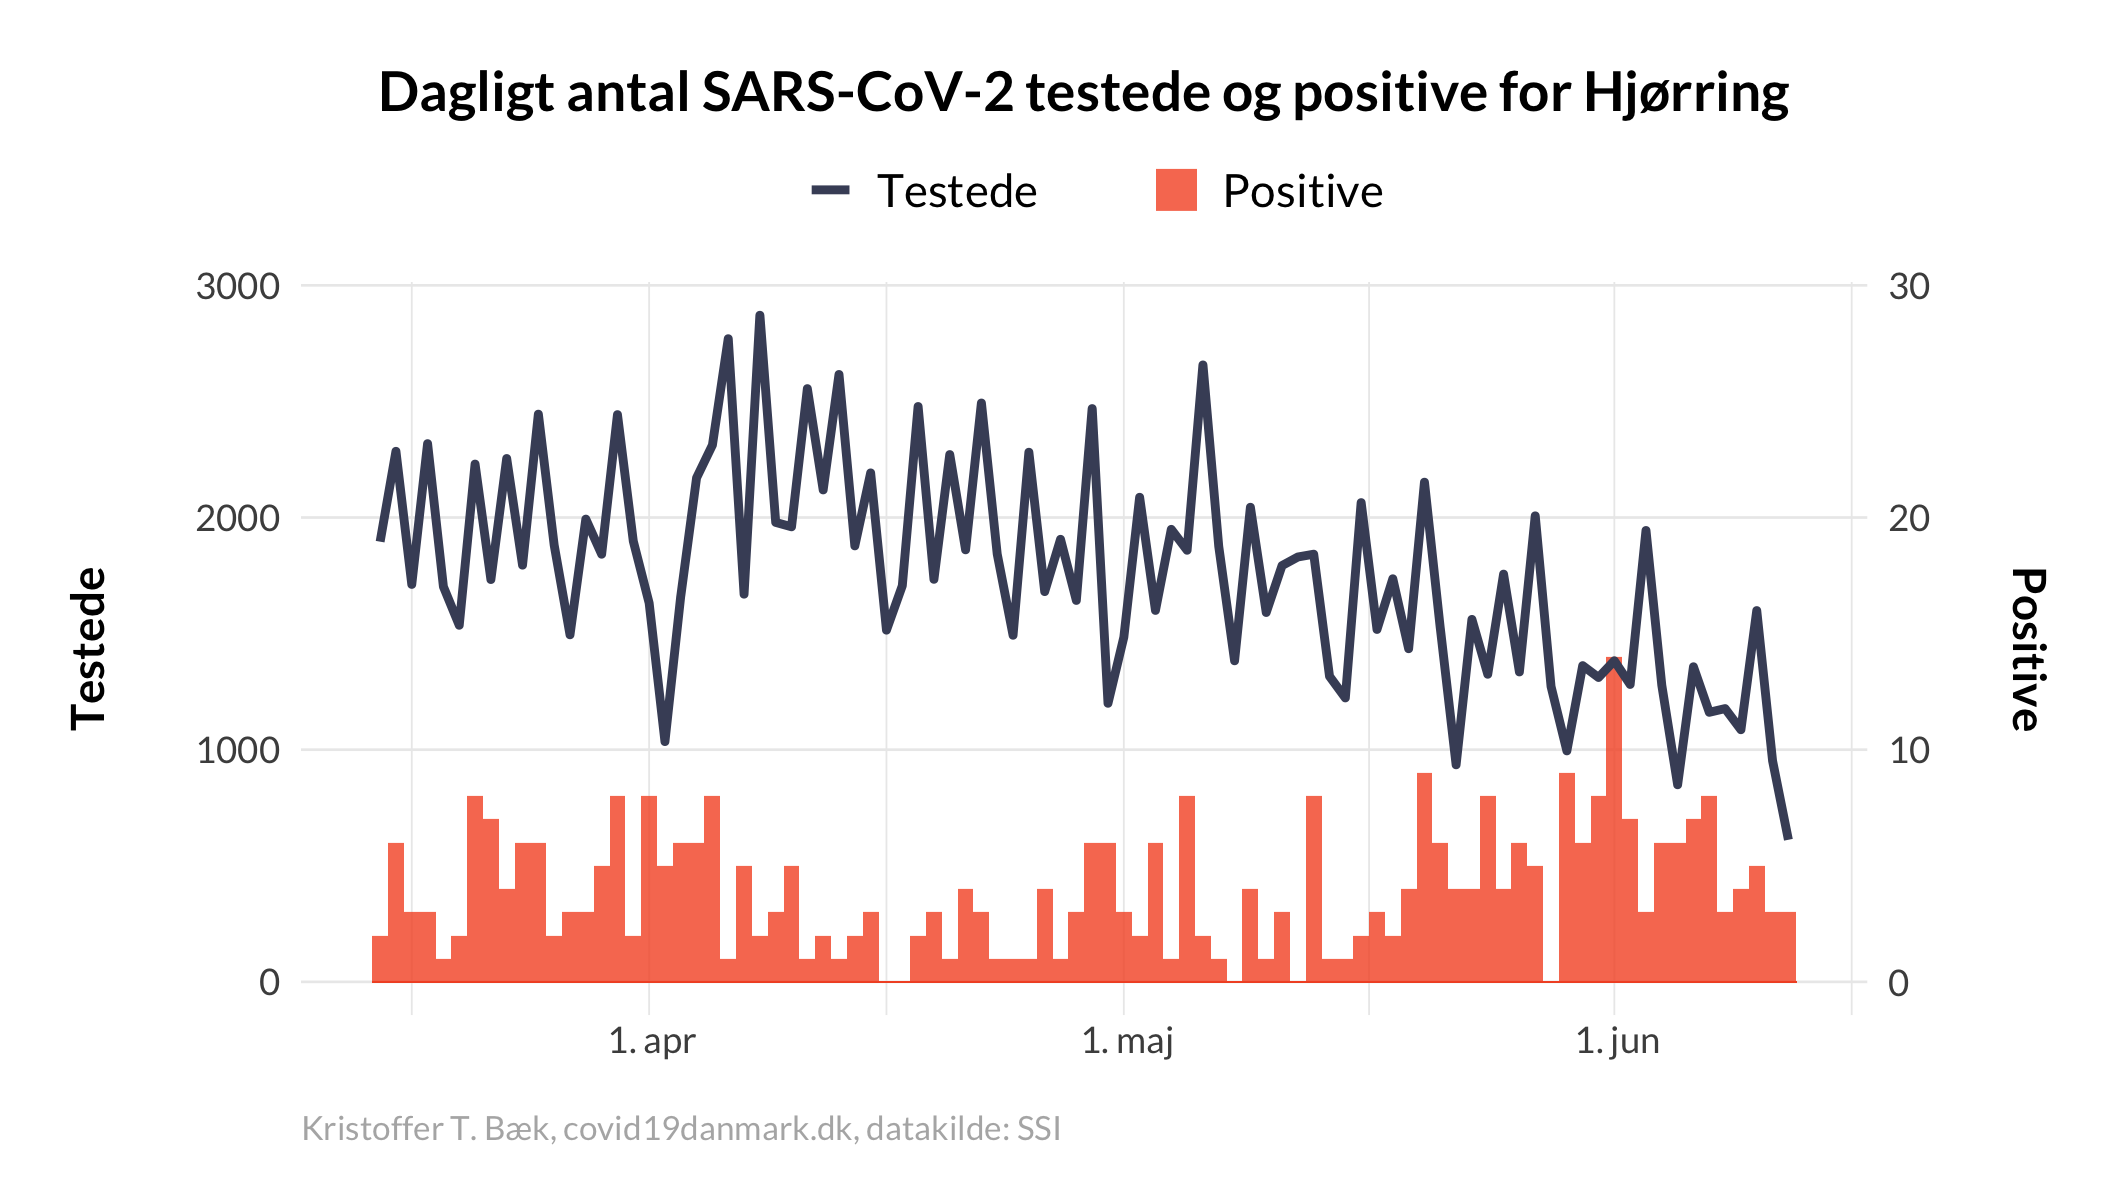 Dagligt antal SARS-CoV-2 testede og positive for Hjørring
Testede
Positive
3000
2000
1000
0
30
20
10
0
Testede
Positive
1. apr
1. maj
1. jun
Kristoffer T. Bæk, covid19danmark.dk, datakilde: SSI